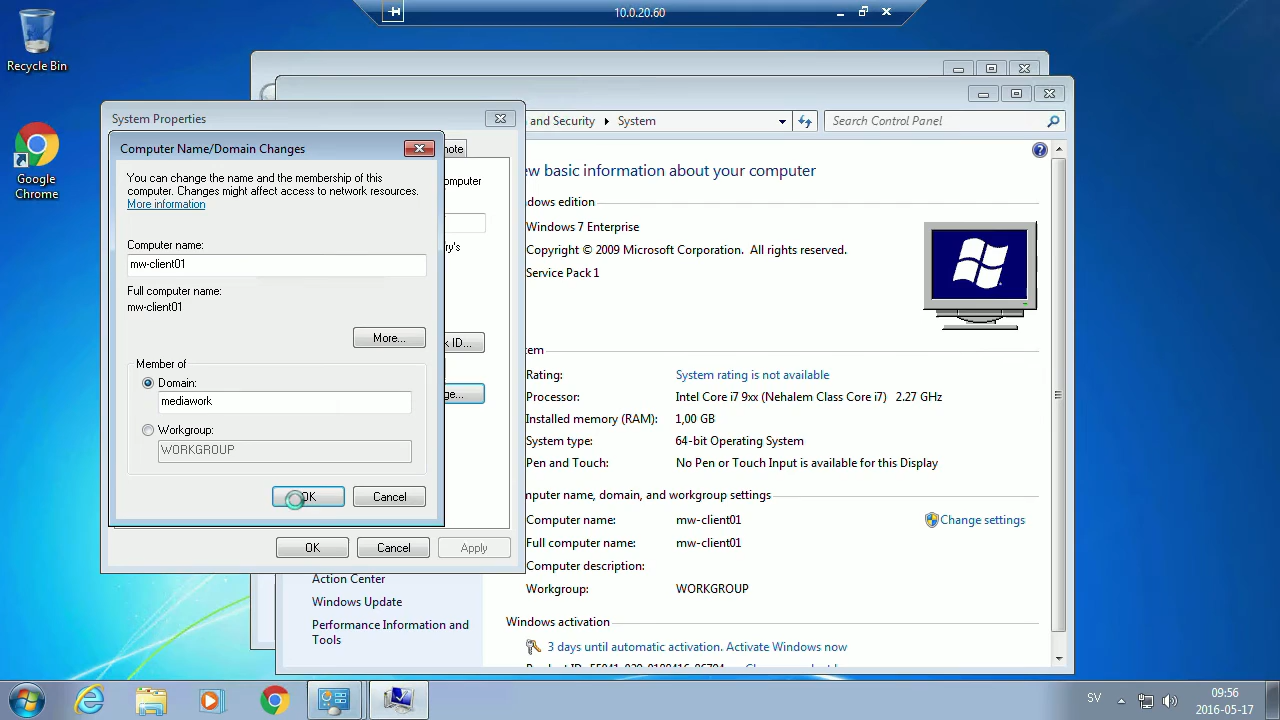 10.0.20.60
Recycle Bin
Google
Chrome
System Properties
Computer Name/Domain Changes
note
You can change the name and the membership of this
computer. Changes might affect access to network resources.
More information
omputer
ry's
Computer name:
mw-client01
Full computer name:
mw-client01
More...
k ID...
ge...
Member of
Domain:
mediawork
Workgroup:
WORKGROUP
OK
Cancel
OK
Cancel
Apply
and Security
System
Search Control Panel
ew basic information about your computer
dows edition
Windows 7 Enterprise
Copyright © 2009 Microsoft Corporation. All rights reserved.
Service Pack 1
em
Rating:
System rating is not available
Processor:
Intel Core i7 9xx (Nehalem Class Core i7) 2.27 GHz
Installed memory (RAM):
1,00 GB
System type:
64-bit Operating System
Pen and Touch:
No Pen or Touch Input is available for this Display
mputer name, domain, and workgroup settings
Computer name:
mw-client01
Change settings
Full computer name:
mw-client01
Computer description:
Workgroup:
WORKGROUP
Windows activation
3 days until automatic activation. Activate Windows now
Action Center
Windows Update
Performance Information and
Tools
SV
09:56
2016-05-17